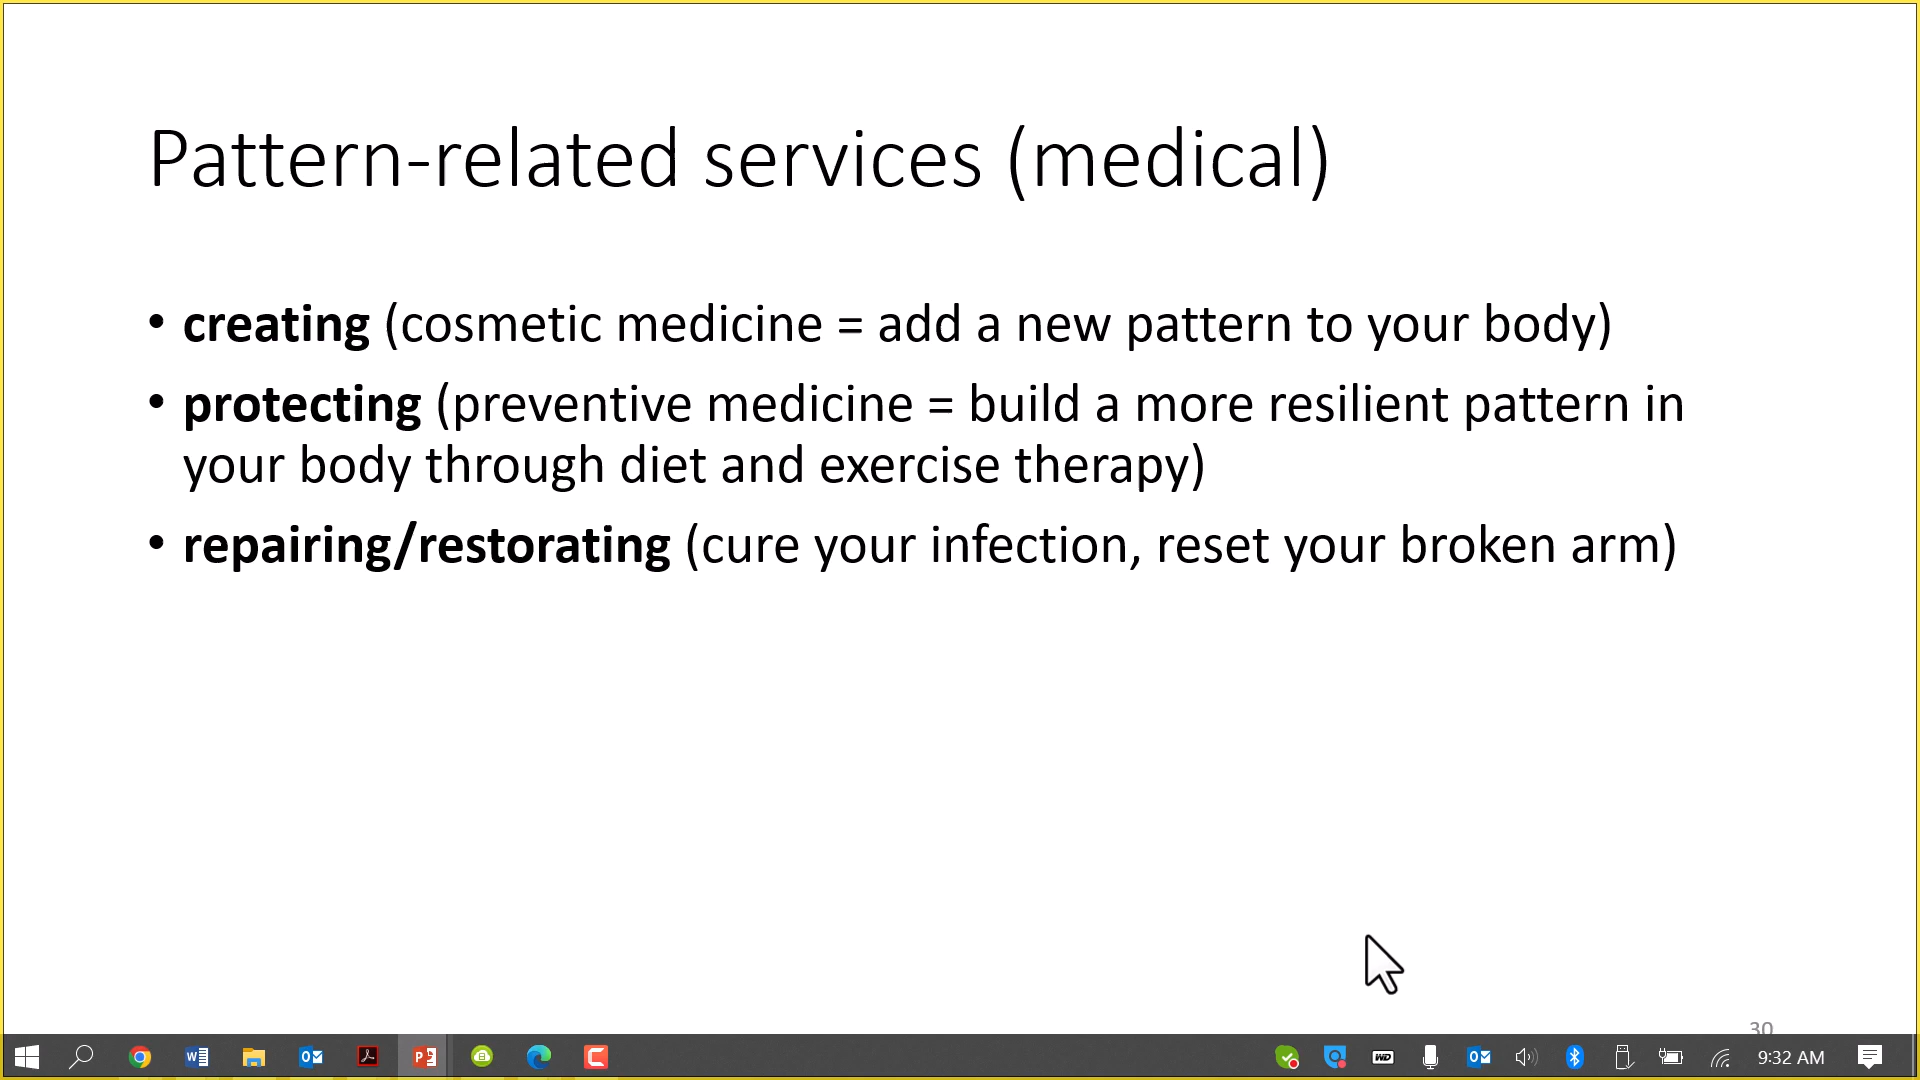 Pattern-related services (medical)
• creating (cosmetic medicine = add a new pattern to your body)
• protecting (preventive medicine = build a more resilient pattern in
your body through diet and exercise therapy)
• repairing/restorating (cure your infection, reset your broken arm)
30
9:32 AM